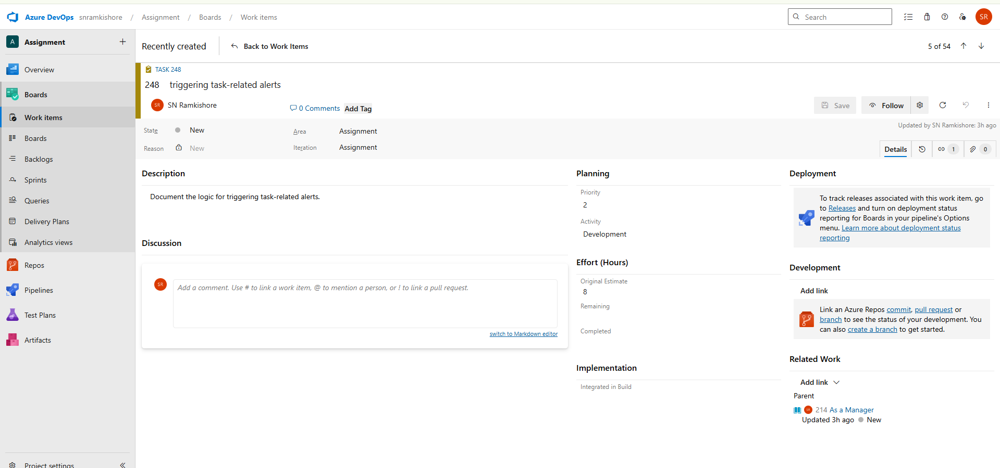 Azure DevOps snramkishore / Assignment / Boards / Work items
Search
SR
A Assignment
Overview
Boards
Work items
Boards
Backlogs
Sprints
Queries
Delivery Plans
Analytics views
Repos
Pipelines
Test Plans
Artifacts
Project settings
Recently created
Back to Work Items
5 of 54
TASK 248
248 triggering task-related alerts
SR SN Ramkishore
0 Comments
Add Tag
Save
Follow
State New
Area Assignment
Updated by SN Ramkishore: 3h ago
Reason New
Iteration Assignment
Details
1
0
Description
Document the logic for triggering task-related alerts.
Discussion
SR
Add a comment. Use # to link a work item, @ to mention a person, or ! to link a pull request.
switch to Markdown editor
Planning
Priority
2
Activity
Development
Effort (Hours)
Original Estimate
8
Remaining
Completed
Implementation
Integrated in Build
Deployment
To track releases associated with this work item, go
to Releases and turn on deployment status
reporting for Boards in your pipeline's Options
menu. Learn more about deployment status
reporting
Development
Add link
Link an Azure Repos commit, pull request or
branch to see the status of your development. You
can also create a branch to get started.
Related Work
Add link
Parent
SR 214 As a Manager
Updated 3h ago New